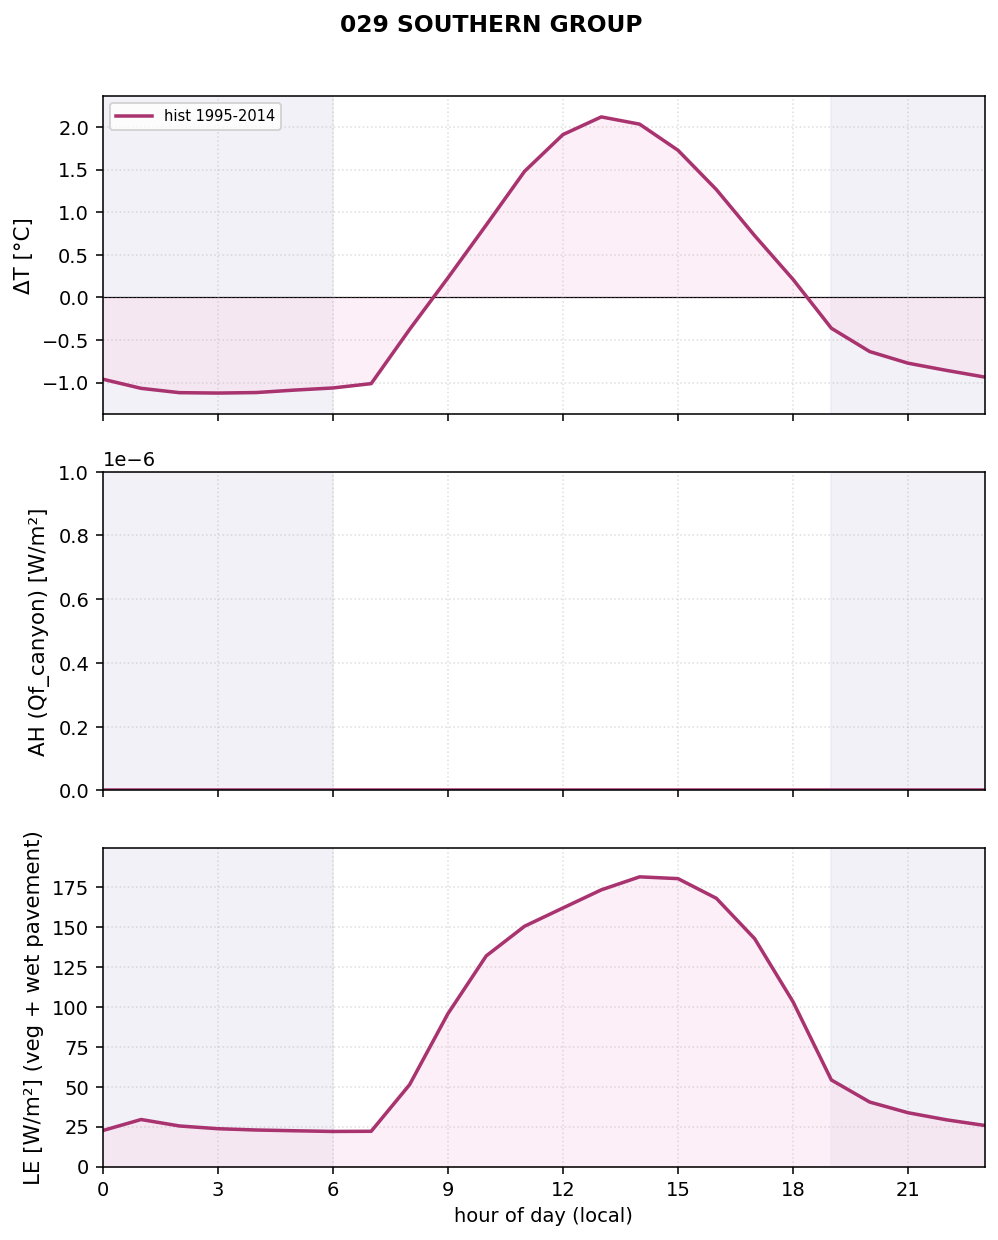 029 SOUTHERN GROUP
hist 1995-2014
ΔT [°C]
2.0
1.5
1.0
0.5
0.0
−0.5
−1.0
1e−6
AH (Qf_canyon) [W/m²]
1.0
0.8
0.6
0.4
0.2
0.0
LE [W/m²] (veg + wet pavement)
175
150
125
100
75
50
25
0
0 3 6 9 12 15 18 21
hour of day (local)